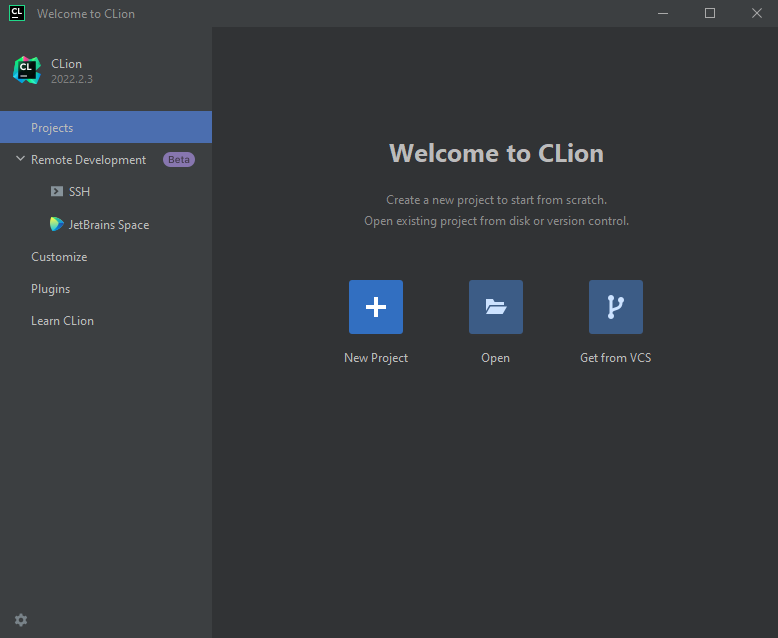 CL Welcome to CLion
CL CLion
2022.2.3
Projects
Remote Development Beta
SSH
JetBrains Space
Customize
Plugins
Learn CLion
Welcome to CLion
Create a new project to start from scratch.
Open existing project from disk or version control.
New Project Open Get from VCS